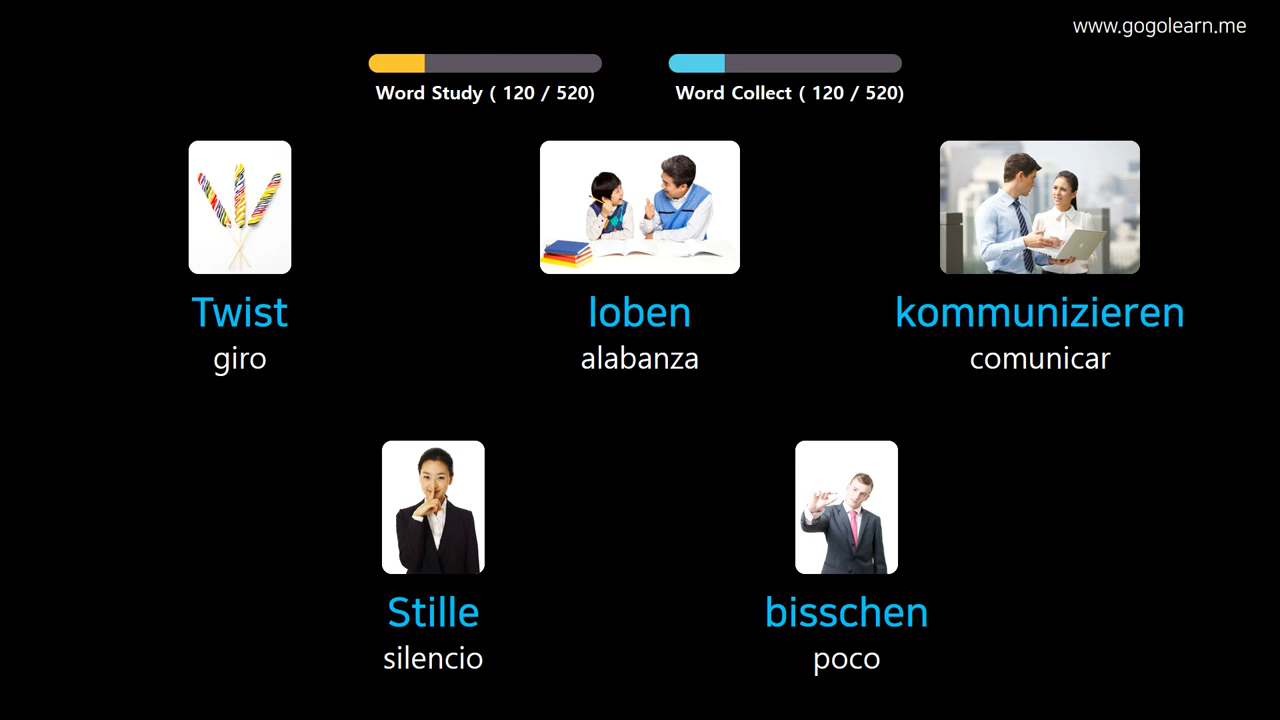 www.gogolearn.me
Word Study ( 120 / 520)
Word Collect ( 120 / 520)
Twist
giro
loben
alabanza
kommunizieren
comunicar
Stille
silencio
bisschen
poco